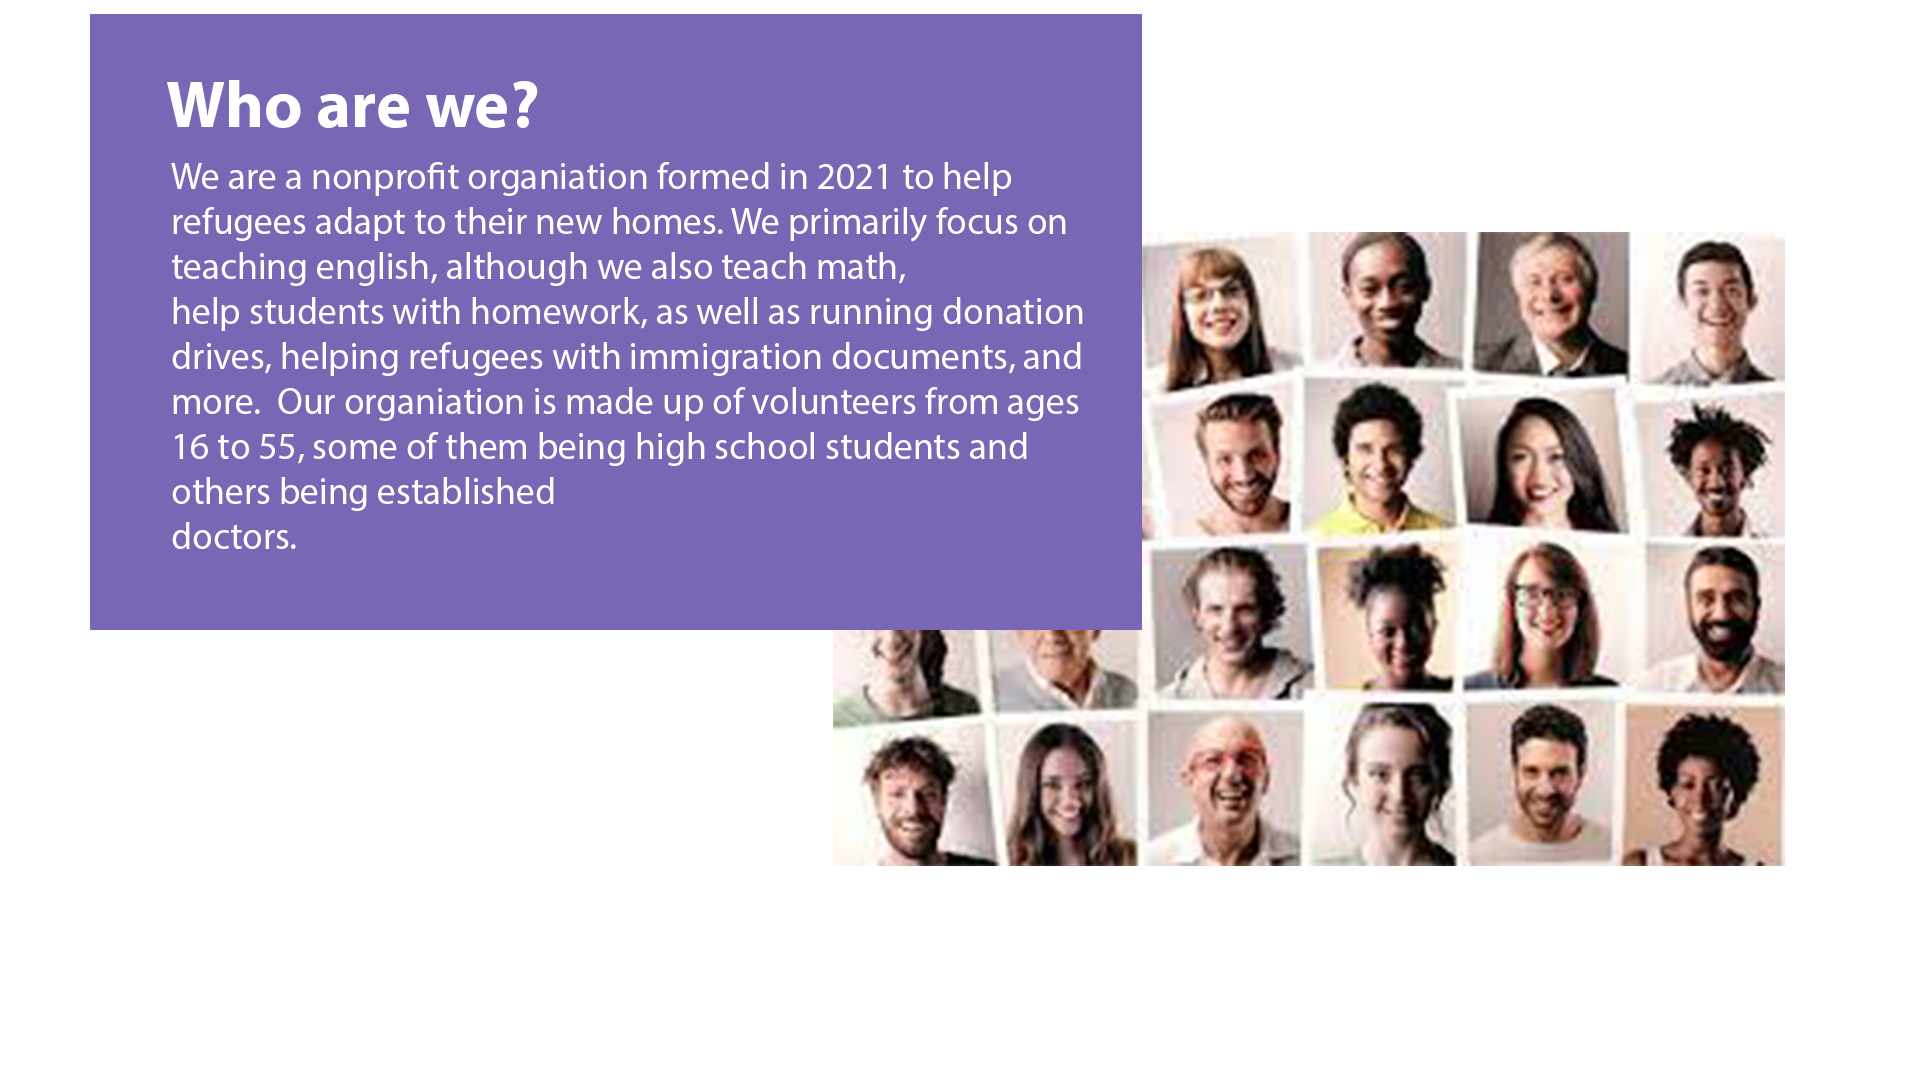 Who are we?
We are a nonprofit organiation formed in 2021 to help
refugees adapt to their new homes. We primarily focus on
teaching english, although we also teach math,
help students with homework, as well as running donation
drives, helping refugees with immigration documents, and
more.  Our organiation is made up of volunteers from ages
16 to 55, some of them being high school students and
others being established
doctors.